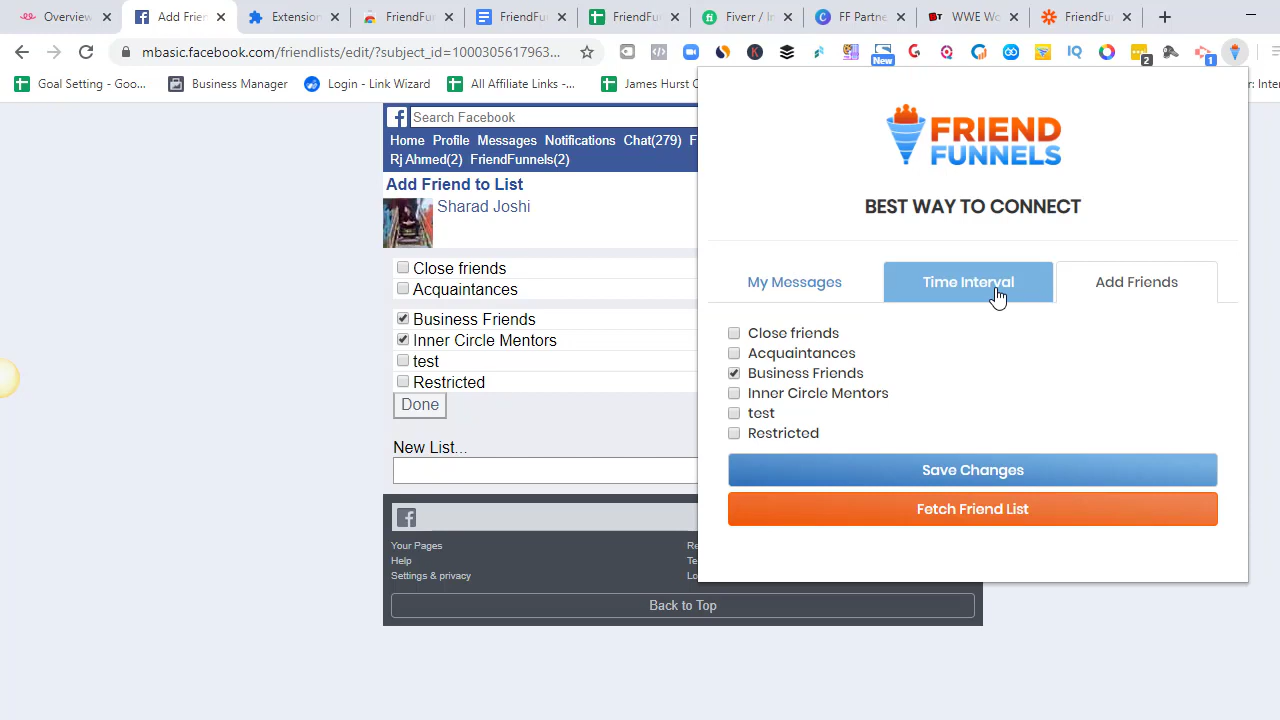 Overview
Add Frien
Extension
FriendFu
FriendFu
FriendFu
Fiverr / In
FF Partne
WWE Wo
FriendFu
mbasic.facebook.com/friendlists/edit/?subject_id=1000305617963...
New
2
1
Goal Setting - Goo...
Business Manager
Login - Link Wizard
All Affiliate Links -...
James Hurst
Search Facebook
Home Profile Messages Notifications Chat(279) F
Rj Ahmed(2) FriendFunnels(2)
Add Friend to List
Sharad Joshi
Close friends
Acquaintances
Business Friends
Inner Circle Mentors
test
Restricted
Done
New List...
Your Pages
Help
Settings & privacy
Back to Top
FRIEND
FUNNELS
BEST WAY TO CONNECT
My Messages
Time Interval
Add Friends
Close friends
Acquaintances
Business Friends
Inner Circle Mentors
test
Restricted
Save Changes
Fetch Friend List